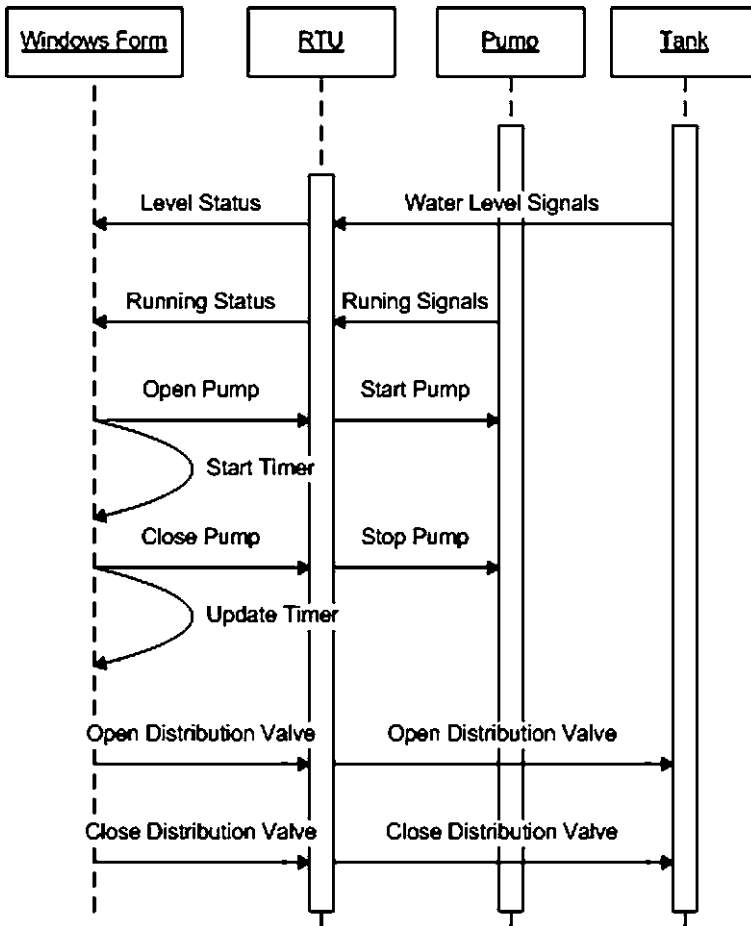 Windows Form
RTU
Pump
Tank
Level Status
Water Level Signals
Running Status
Runing Signals
Open Pump
Start Pump
Start Timer
Close Pump
Stop Pump
Update Timer
Open Distribution Valve
Open Distribution Valve
Close Distribution Valve
Close Distribution Valve